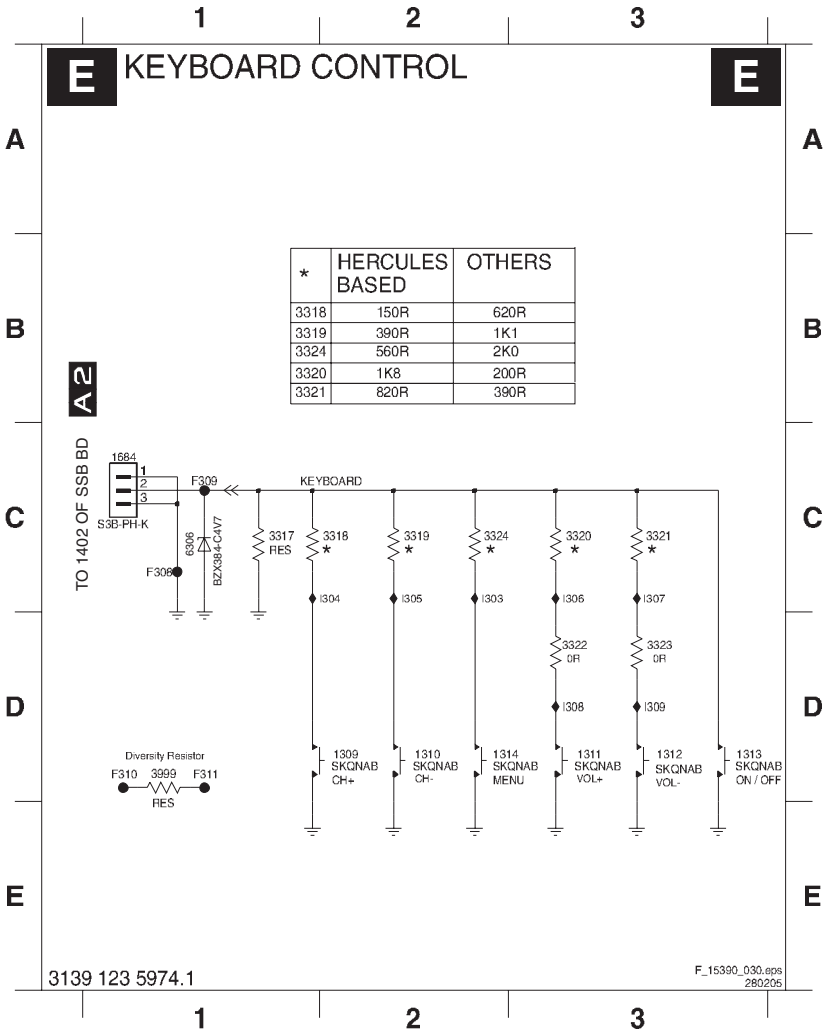 1 2 3
E KEYBOARD CONTROL E
A A
* HERCULES BASED OTHERS
3318 150R 620R
3319 390R 1K1
3324 560R 2K0
3320 1K8 200R
3321 820R 390R
B B
A2
TO 1402 OF SSB BD
1684
1
2
3
S3B-PH-K
F309
KEYBOARD
6306
BZX384-C4V7
F308
3317
RES
3318
*
3319
*
3324
*
3320
*
3321
*
C C
I304 I305 I303 I306 I307
3322
0R
3323
0R
I308 I309
D D
1309
SKQNAB
CH+
1310
SKQNAB
CH-
1314
SKQNAB
MENU
1311
SKQNAB
VOL+
1312
SKQNAB
VOL-
1313
SKQNAB
ON / OFF
Diversity Resistor
F310 3999 F311
RES
E E
3139 123 5974.1
F_15390_030.eps
280205
1 2 3